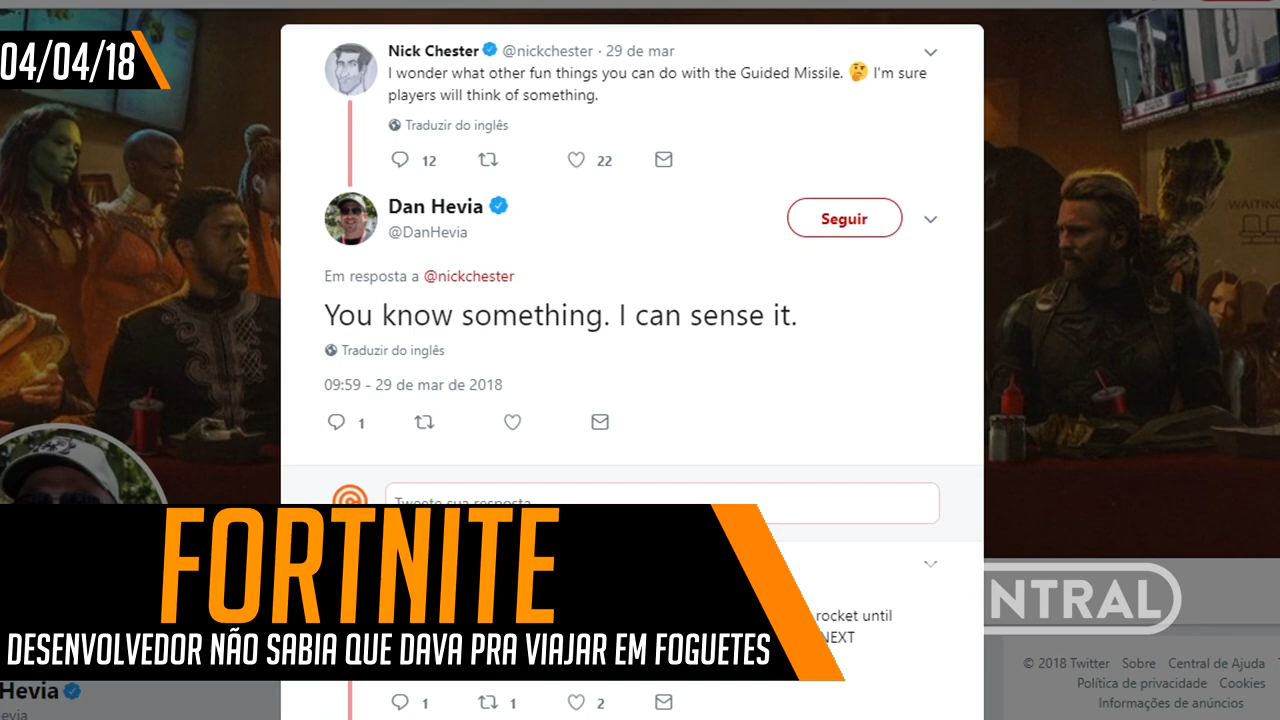 04/04/18
Nick Chester @nickchester · 29 de mar
I wonder what other fun things you can do with the Guided Missile. 🤔 I'm sure
players will think of something.
Traduzir do inglês
12 22
Dan Hevia
@DanHevia
Seguir
Em resposta a @nickchester
You know something. I can sense it.
Traduzir do inglês
09:59 - 29 de mar de 2018
1
WAITING
FORTNITE
DESENVOLVEDOR NÃO SABIA QUE DAVA PRA VIAJAR EM FOGUETES
rocket until
NEXT
NTRAL
© 2018 Twitter Sobre Central de Ajuda
Política de privacidade Cookies
Informações de anúncios
Hevia
evia
1 1 2